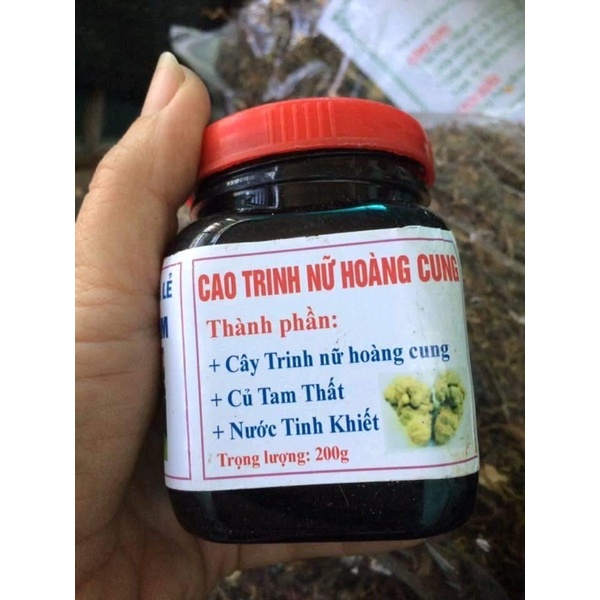 CAO TRINH NỮ HOÀNG CUNG
Thành phần:
+ Cây Trinh nữ hoàng cung
+ Củ Tam Thất
+ Nước Tinh Khiết
Trọng lượng: 200g